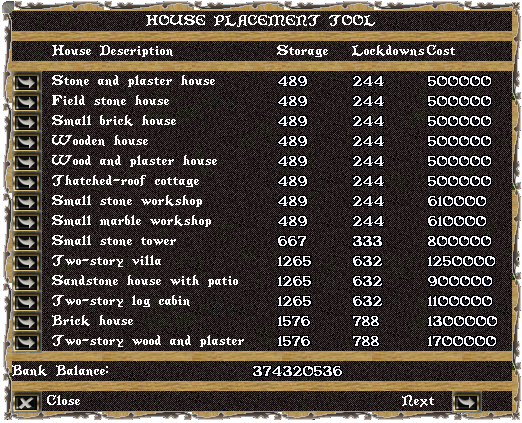 HOUSE PLACEMENT TOOL
House Description Storage Lockdowns Cost
Stone and plaster house 489 244 500000
Field stone house 489 244 500000
Small brick house 489 244 500000
Wooden house 489 244 500000
Wood and plaster house 489 244 500000
Thatched-roof cottage 489 244 500000
Small stone workshop 489 244 610000
Small marble workshop 489 244 610000
Small stone tower 667 333 800000
Two-story villa 1265 632 1250000
Sandstone house with patio 1265 632 900000
Two-story log cabin 1265 632 1100000
Brick house 1576 788 1300000
Two-story wood and plaster 1576 788 1700000
Bank Balance: 374320536
Close Next